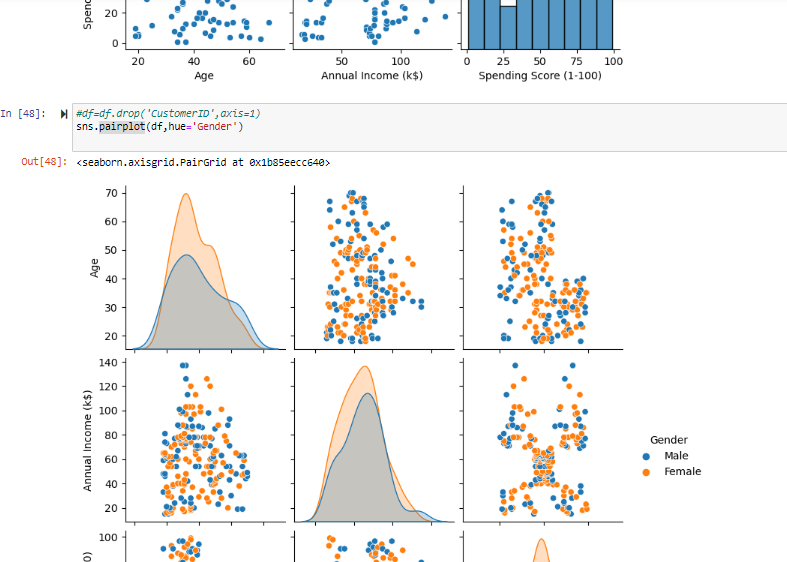 Spenc
20
0
20 40 60
50 100
0 25 50 75 100
Age
Annual Income (k$)
Spending Score (1-100)
In [48]:
#df=df.drop('CustomerID',axis=1)
sns.pairplot(df,hue='Gender')
Out[48]: <seaborn.axisgrid.PairGrid at 0x1b85eecc640>
70
60
50
40
30
20
Age
140
120
100
80
60
40
20
Annual Income (k$)
Gender
Male
Female
100
0)